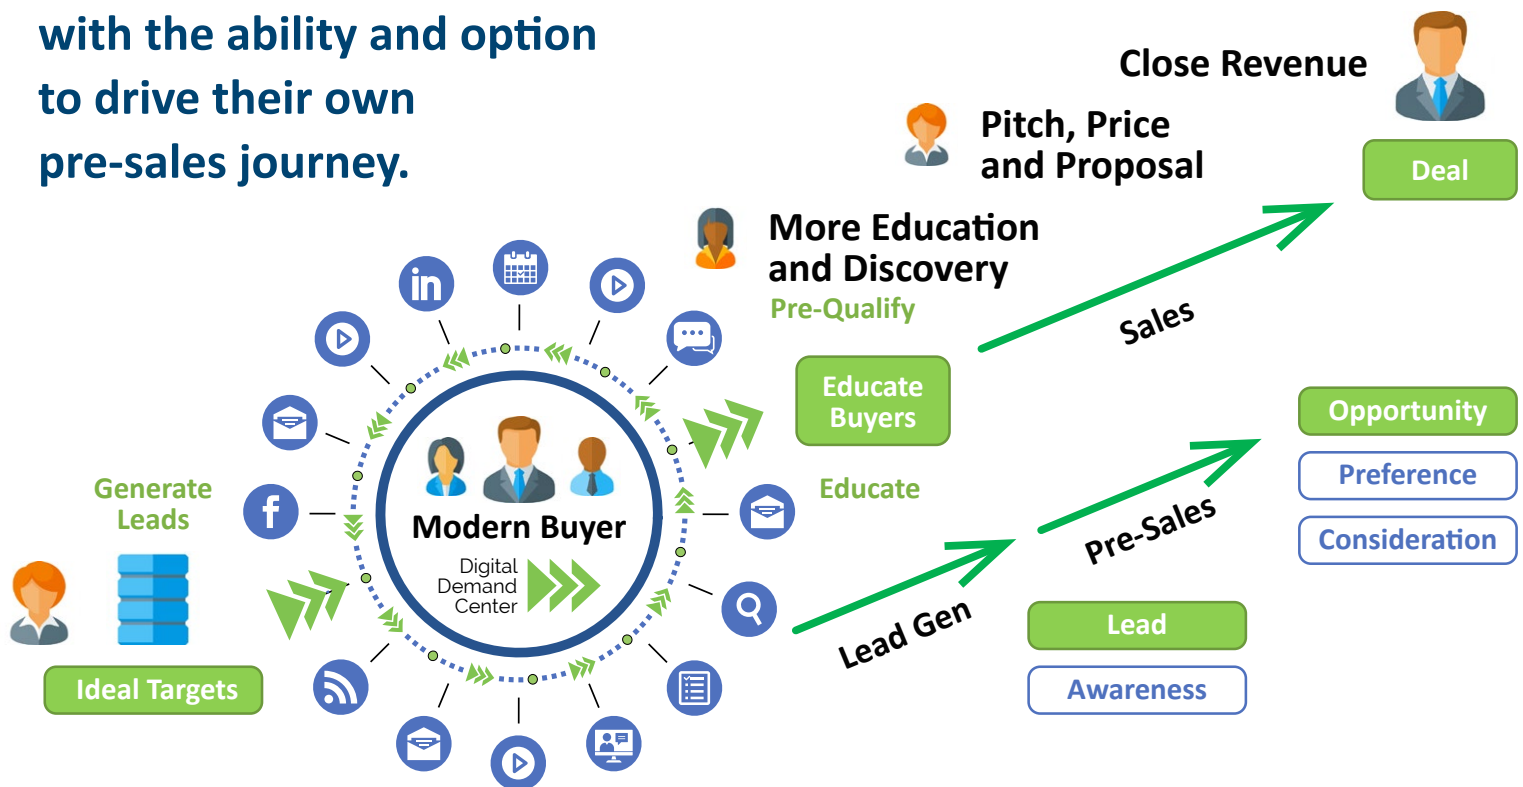 with the ability and option
to drive their own
pre-sales journey.
Close Revenue
Pitch, Price
and Proposal
Deal
More Education
and Discovery
Pre-Qualify
Sales
Educate
Buyers
Opportunity
Preference
Consideration
Educate
Pre-Sales
Generate
Leads
in
f
Modern Buyer
Digital
Demand
Center
Lead Gen
Lead
Awareness
Ideal Targets